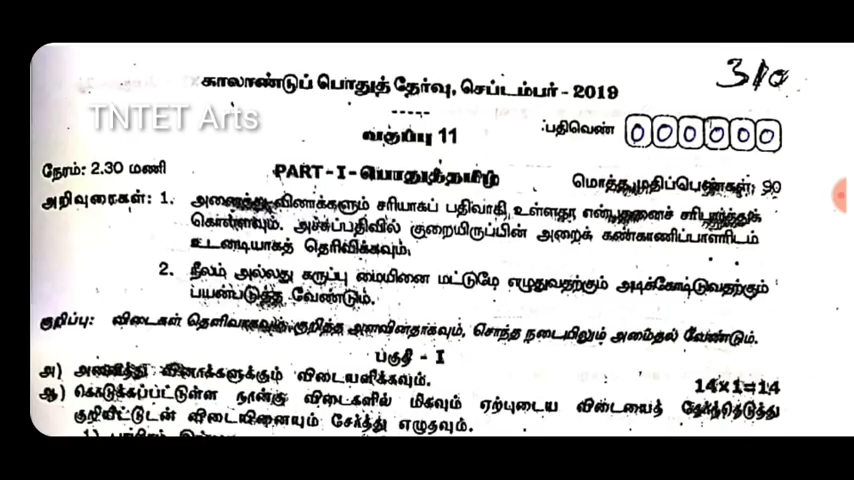 310
காலாண்டுப் பொதுத் தேர்வு, செப்டம்பர் - 2019
TNTET Arts
வகுப்பு 11
பதிவெண் 000000
நேரம்: 2.30 மணி
PART - I - பொதுத்தமிழ்
மொத்த மதிப்பெண்கள்: 90
அறிவுரைகள்: 1. அனைத்து வினாக்களும் சரியாகப் பதிவாகி உள்ளதா என்பதனைச் சரிபார்த்துக்
கொள்ளவும். அச்சுப்பதிவில் குறையிருப்பின் அறைக் கண்காணிப்பாளரிடம்
உடனடியாகத் தெரிவிக்கவும்.
2. நீலம் அல்லது கருப்பு மையினை மட்டுமே எழுதுவதற்கும் அடிக்கோடிடுவதற்கும்
பயன்படுத்த வேண்டும்.
குறிப்பு: விடைகள் தெளிவாகவும் குறித்த அளவினதாகவும், சொந்த நடையிலும் அமைதல் வேண்டும்.
பகுதி - I
அ) அனைத்து வினாக்களுக்கும் விடையளிக்கவும். 14x1=14
ஆ) கொடுக்கப்பட்டுள்ள நான்கு விடைகளில் மிகவும் ஏற்புடைய விடையைத் தேர்ந்தெடுத்து
குறியீட்டுடன் விடையினையும் சேர்த்து எழுதவும்.